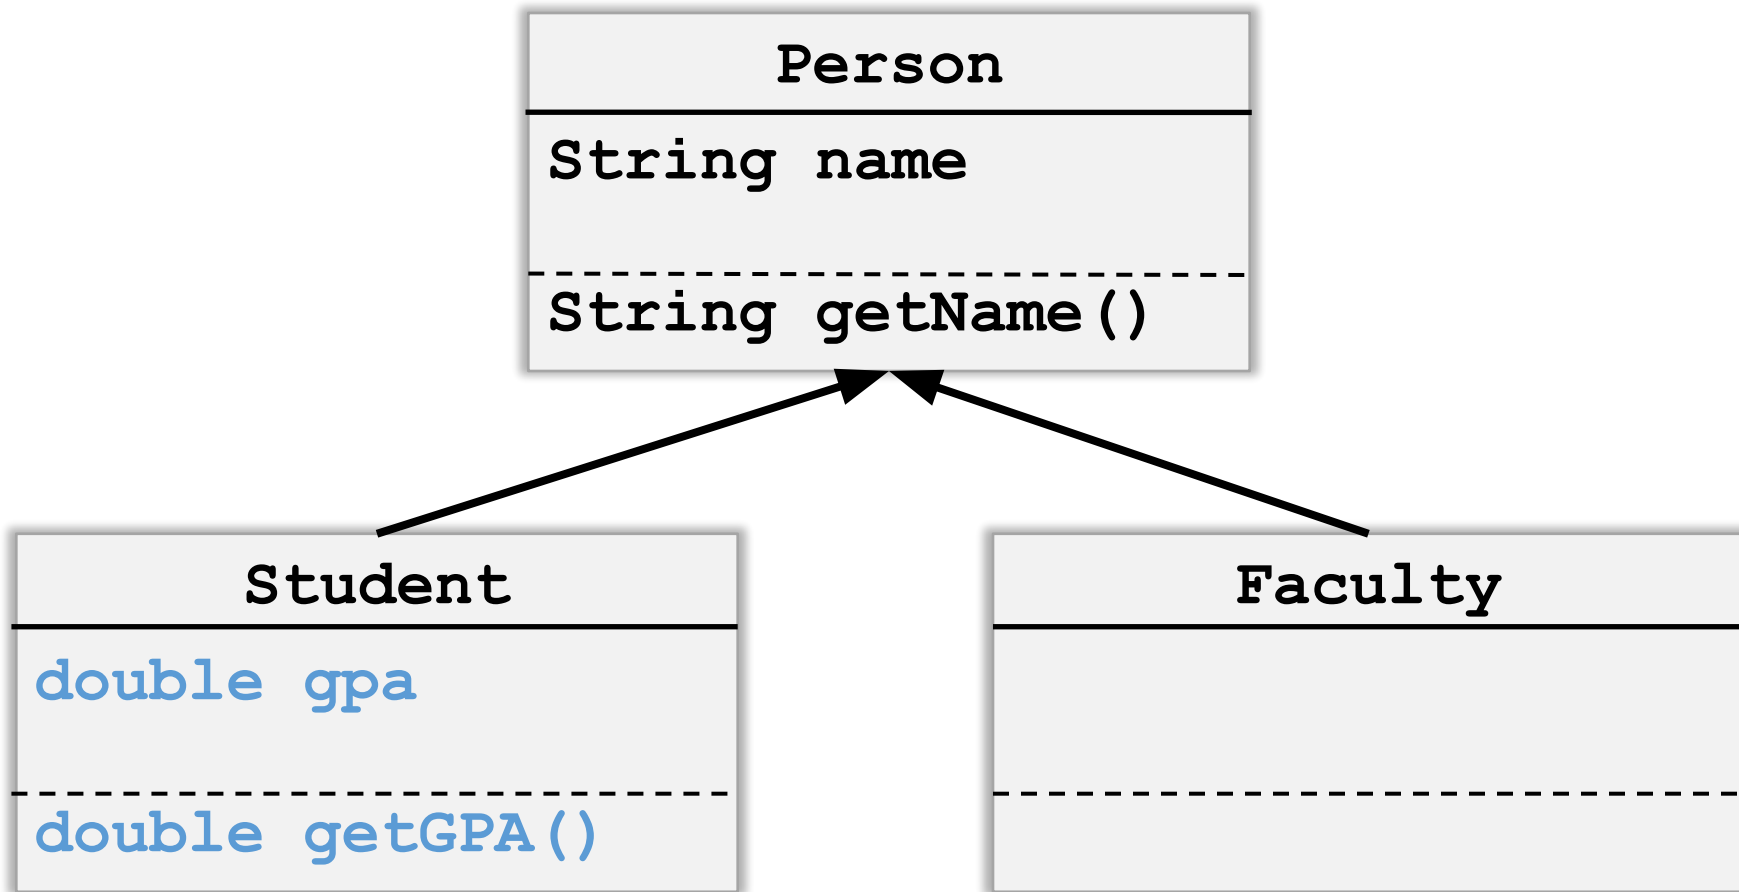 Person
String name
String getName()
Student
double gpa
double getGPA()
Faculty